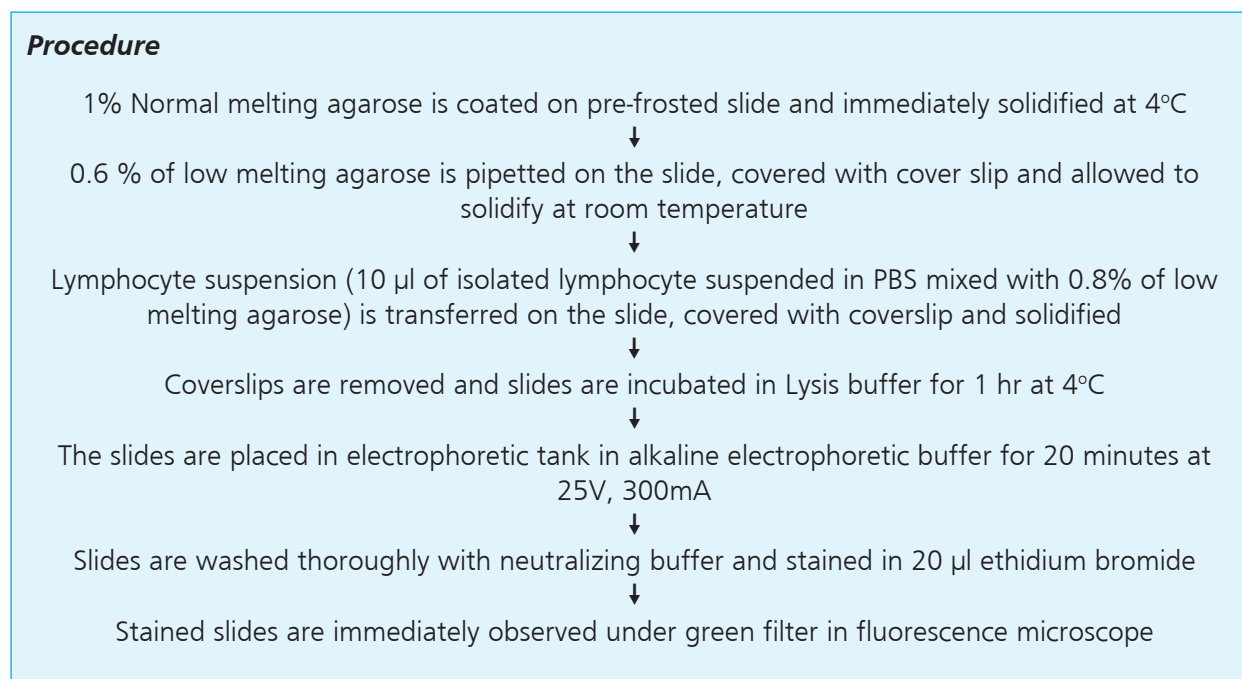 Procedure
1% Normal melting agarose is coated on pre-frosted slide and immediately solidified at 4°C
↓
0.6 % of low melting agarose is pipetted on the slide, covered with cover slip and allowed to
solidify at room temperature
↓
Lymphocyte suspension (10 µl of isolated lymphocyte suspended in PBS mixed with 0.8% of low
melting agarose) is transferred on the slide, covered with coverslip and solidified
↓
Coverslips are removed and slides are incubated in Lysis buffer for 1 hr at 4°C
↓
The slides are placed in electrophoretic tank in alkaline electrophoretic buffer for 20 minutes at
25V, 300mA
↓
Slides are washed thoroughly with neutralizing buffer and stained in 20 µl ethidium bromide
↓
Stained slides are immediately observed under green filter in fluorescence microscope